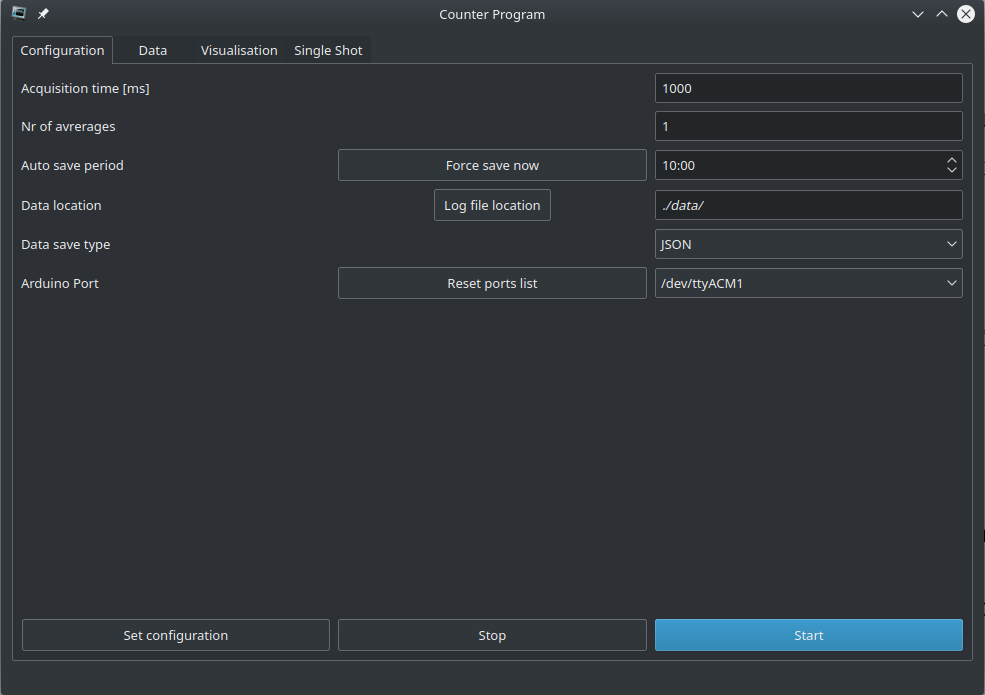 Counter Program
Configuration Data Visualisation Single Shot
Acquisition time [ms] 1000
Nr of avrerages 1
Auto save period Force save now 10:00
Data location Log file location ./data/
Data save type JSON
Arduino Port Reset ports list /dev/ttyACM1
Set configuration Stop Start